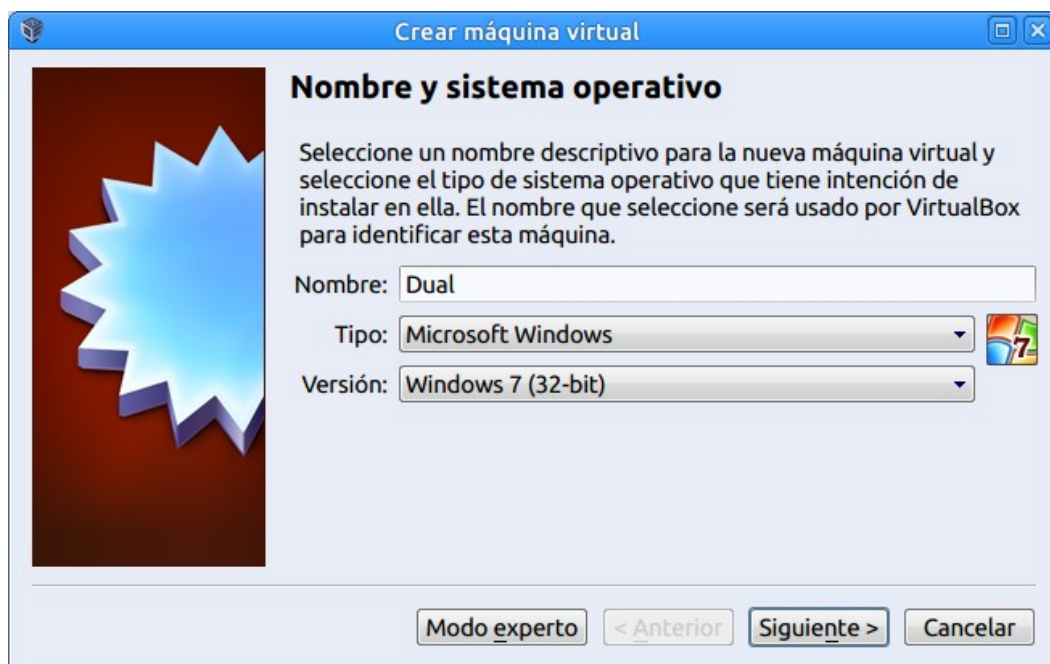 Crear máquina virtual
Nombre y sistema operativo
Seleccione un nombre descriptivo para la nueva máquina virtual y
seleccione el tipo de sistema operativo que tiene intención de
instalar en ella. El nombre que seleccione será usado por VirtualBox
para identificar esta máquina.
Nombre: Dual
Tipo: Microsoft Windows
7
Versión: Windows 7 (32-bit)
Modo experto < Anterior Siguiente > Cancelar